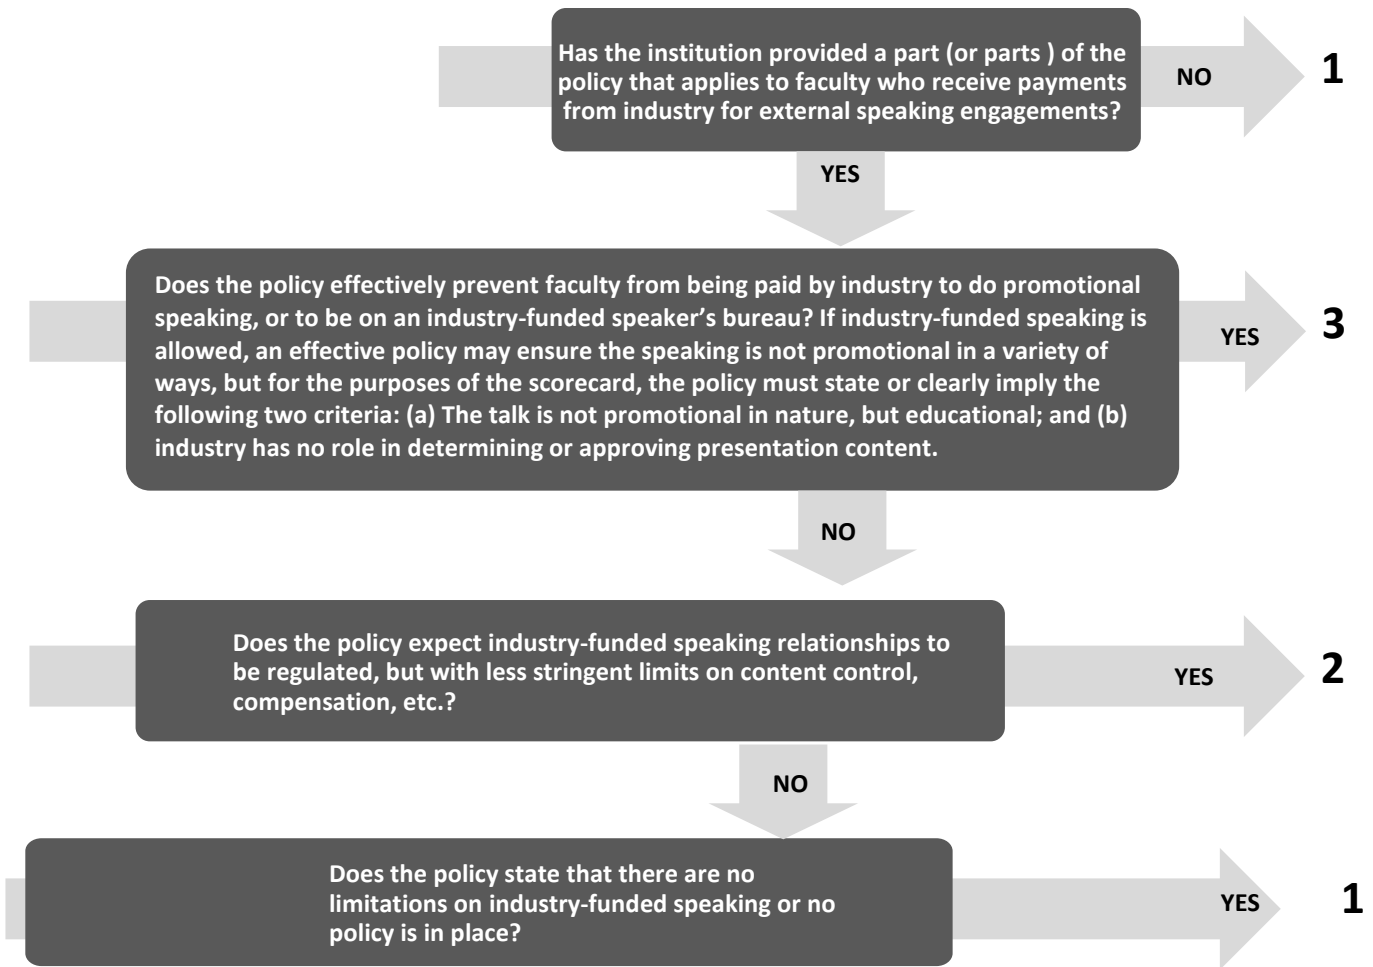 Has the institution provided a part (or parts ) of the
policy that applies to faculty who receive payments
from industry for external speaking engagements?
NO
1
YES
Does the policy effectively prevent faculty from being paid by industry to do promotional
speaking, or to be on an industry-funded speaker’s bureau? If industry-funded speaking is
allowed, an effective policy may ensure the speaking is not promotional in a variety of
ways, but for the purposes of the scorecard, the policy must state or clearly imply the
following two criteria: (a) The talk is not promotional in nature, but educational; and (b)
industry has no role in determining or approving presentation content.
YES
3
NO
Does the policy expect industry-funded speaking relationships to
be regulated, but with less stringent limits on content control,
compensation, etc.?
YES
2
NO
Does the policy state that there are no
limitations on industry-funded speaking or no
policy is in place?
YES
1